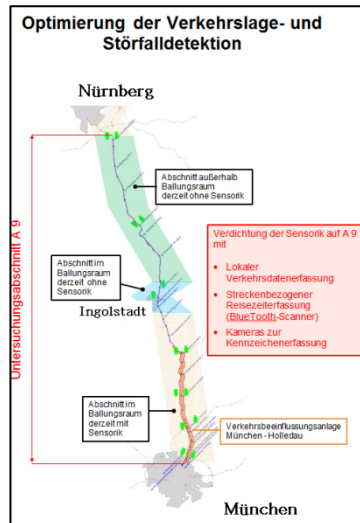 Optimierung der Verkehrslage- und
Störfalldetektion
Nürnberg
Untersuchungsabschnitt A 9
Abschnitt außerhalb
Ballungsraum
derzeit ohne Sensorik
Abschnitt im
Ballungsraum
derzeit ohne
Sensorik
Ingolstadt
Verdichtung der Sensorik auf A 9
mit
• Lokaler
Verkehrsdatenerfassung
• Streckenbezogener
Reisezeiterfassung
(BlueTooth-Scanner)
• Kameras zur
Kennzeichenerfassung
Abschnitt im
Ballungsraum
derzeit mit
Sensorik
Verkehrsbeeinflussungsanlage
München - Holledau
München